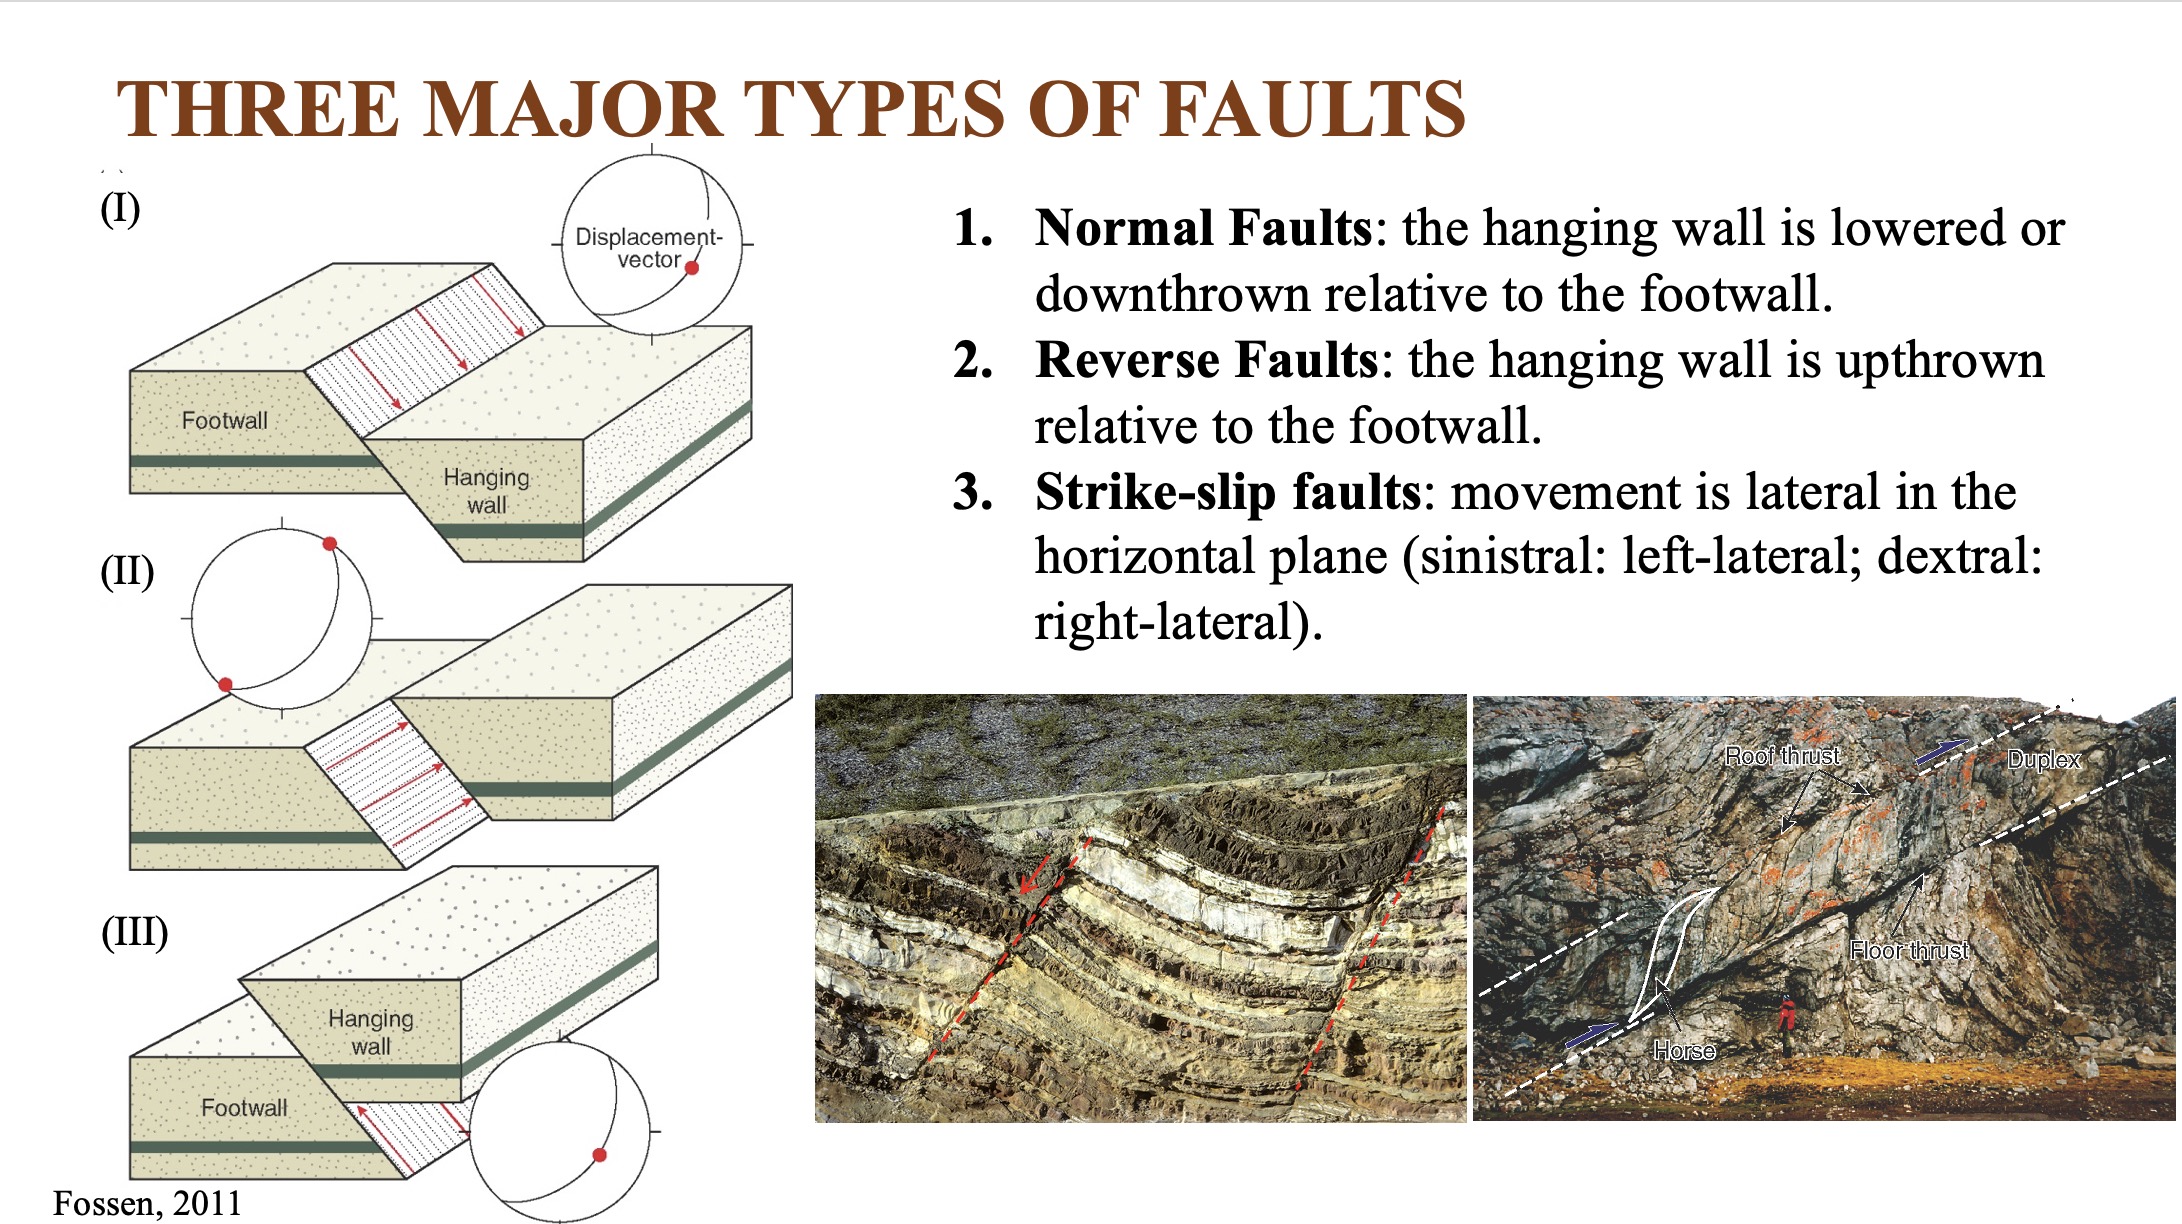 THREE MAJOR TYPES OF FAULTS
(I)
Displacement-
vector
Footwall
Hanging
wall
(II)
(III)
Hanging
wall
Footwall
Fossen, 2011
1. Normal Faults: the hanging wall is lowered or
downthrown relative to the footwall.
2. Reverse Faults: the hanging wall is upthrown
relative to the footwall.
3. Strike-slip faults: movement is lateral in the
horizontal plane (sinistral: left-lateral; dextral:
right-lateral).
Roof thrust
Duplex
Floor thrust
Horse